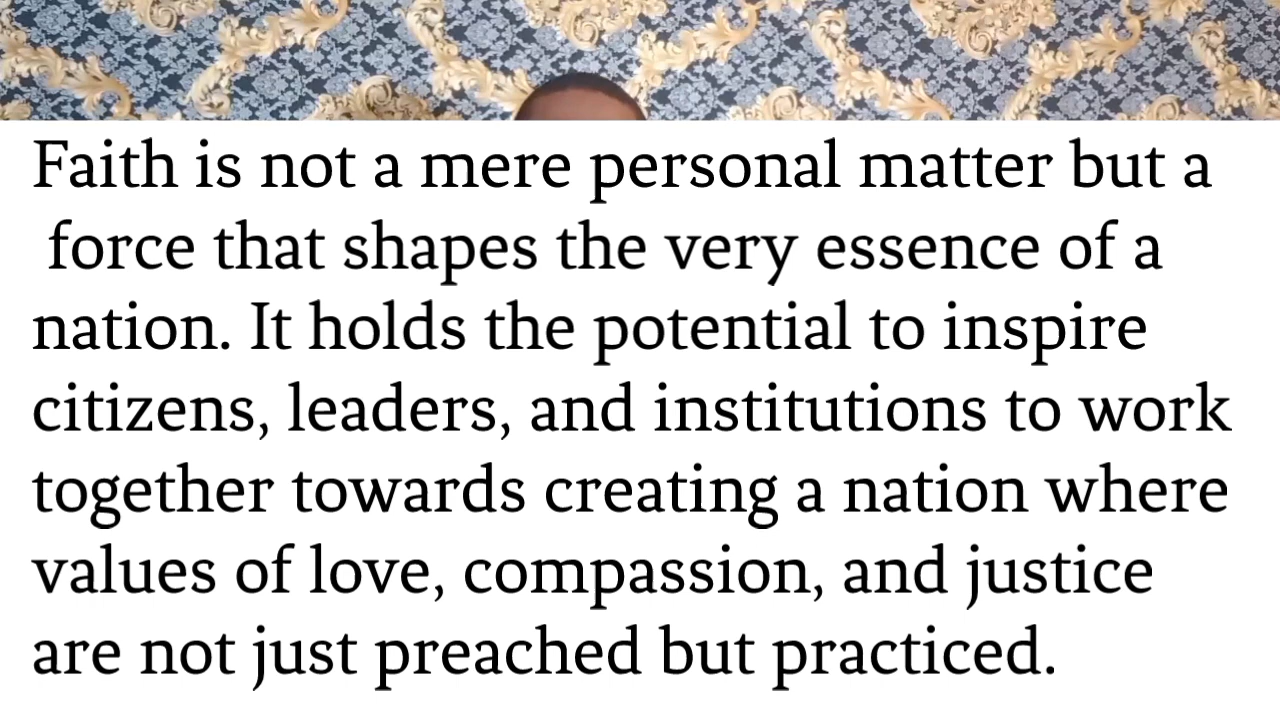 Faith is not a mere personal matter but a
force that shapes the very essence of a
nation. It holds the potential to inspire
citizens, leaders, and institutions to work
together towards creating a nation where
values of love, compassion, and justice
are not just preached but practiced.